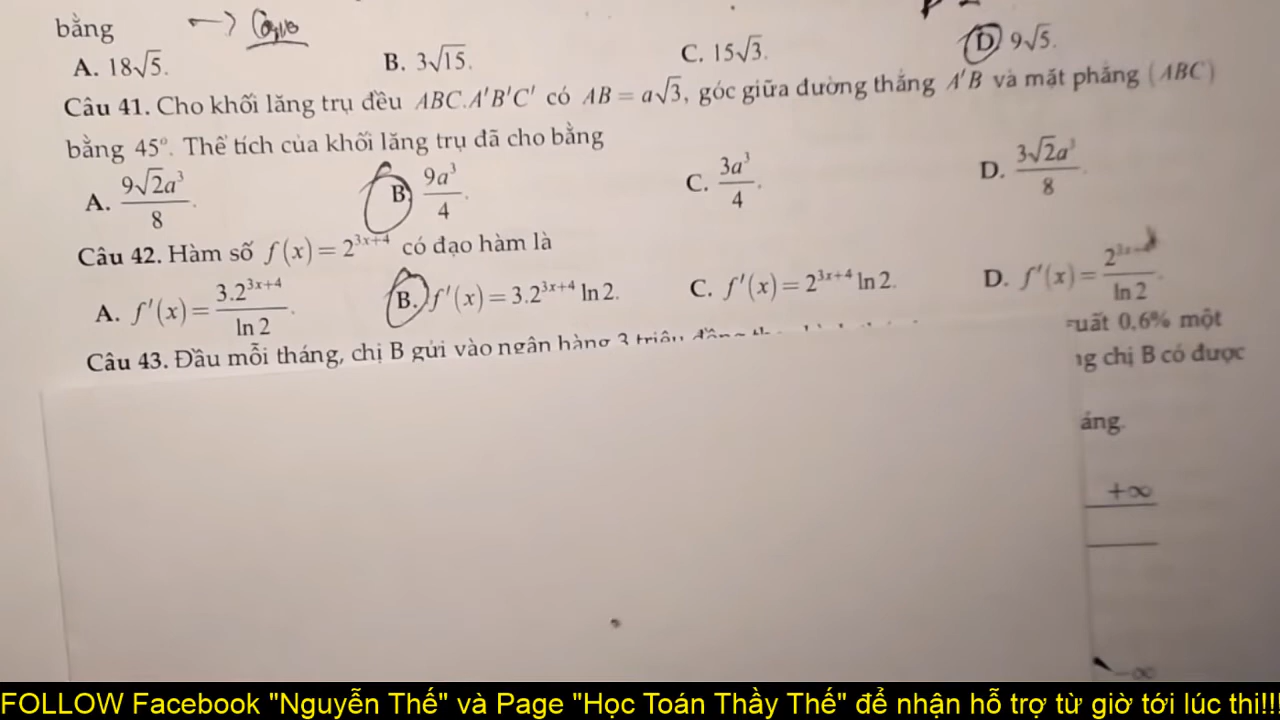 bằng
A. 18√5. B. 3√15. C. 15√3. D. 9√5.
Câu 41. Cho khối lăng trụ đều ABC.A'B'C' có AB = a√3, góc giữa đường thẳng A'B và mặt phẳng (ABC)
bằng 45°. Thể tích của khối lăng trụ đã cho bằng
A. 9√2a³/8. B. 9a³/4. C. 3a³/4. D. 3√2a³/8.
Câu 42. Hàm số f(x) = 2^(3x+4) có đạo hàm là
A. f'(x) = 3.2^(3x+4)/ln 2. B. f'(x) = 3.2^(3x+4) ln 2. C. f'(x) = 2^(3x+4) ln 2. D. f'(x) = 2^(3x+4)/ln 2.
Câu 43. Đầu mỗi tháng, chị B gửi vào ngân hàng 3 triệu đồng
0,6% một
chị B có được
+∞
-∞
FOLLOW Facebook "Nguyễn Thế" và Page "Học Toán Thầy Thế" để nhận hỗ trợ từ giờ tới lúc thi!!!